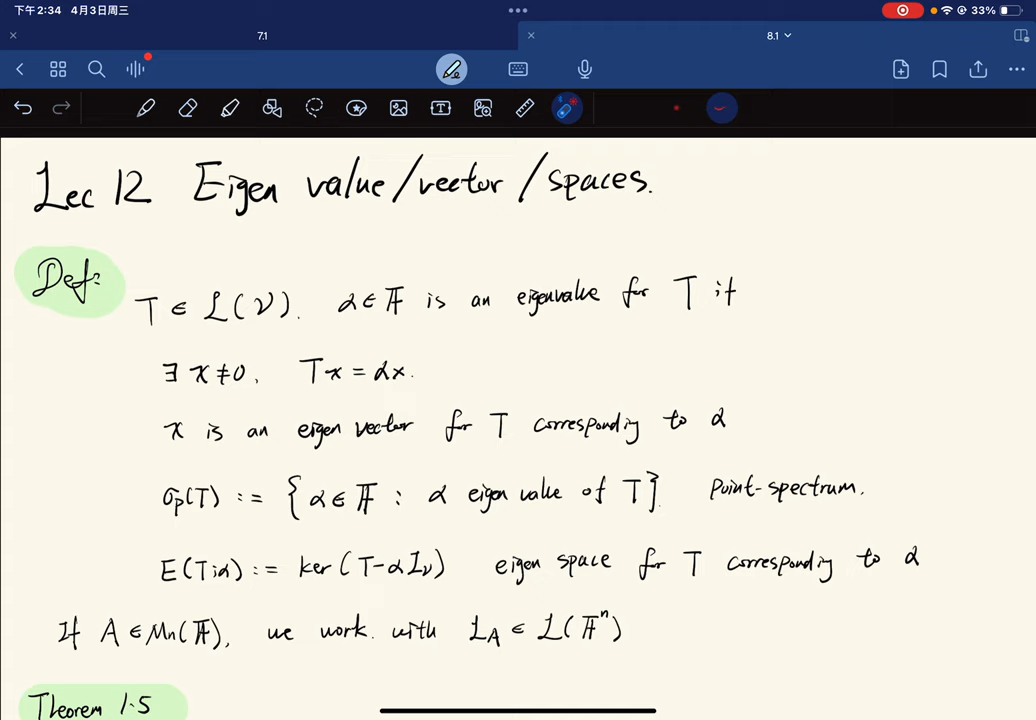 下午2:34 4月3日周三
33%
7.1
8.1
Lec 12 Eigen value/vector/spaces.
Def:
T ∈ ℒ(V). α ∈ 𝔽 is an eigenvalue for T if
∃ x ≠ 0. Tx = αx.
x is an eigen vector for T corresponding to α
σp(T) := {α ∈ 𝔽 : α eigen value of T}. Point-spectrum.
E(T;α) := ker(T-αIᵥ) eigen space for T corresponding to α
If A ∈ Mn(𝔽), we work. with L_A ∈ ℒ(𝔽ⁿ)
Theorem 1.5